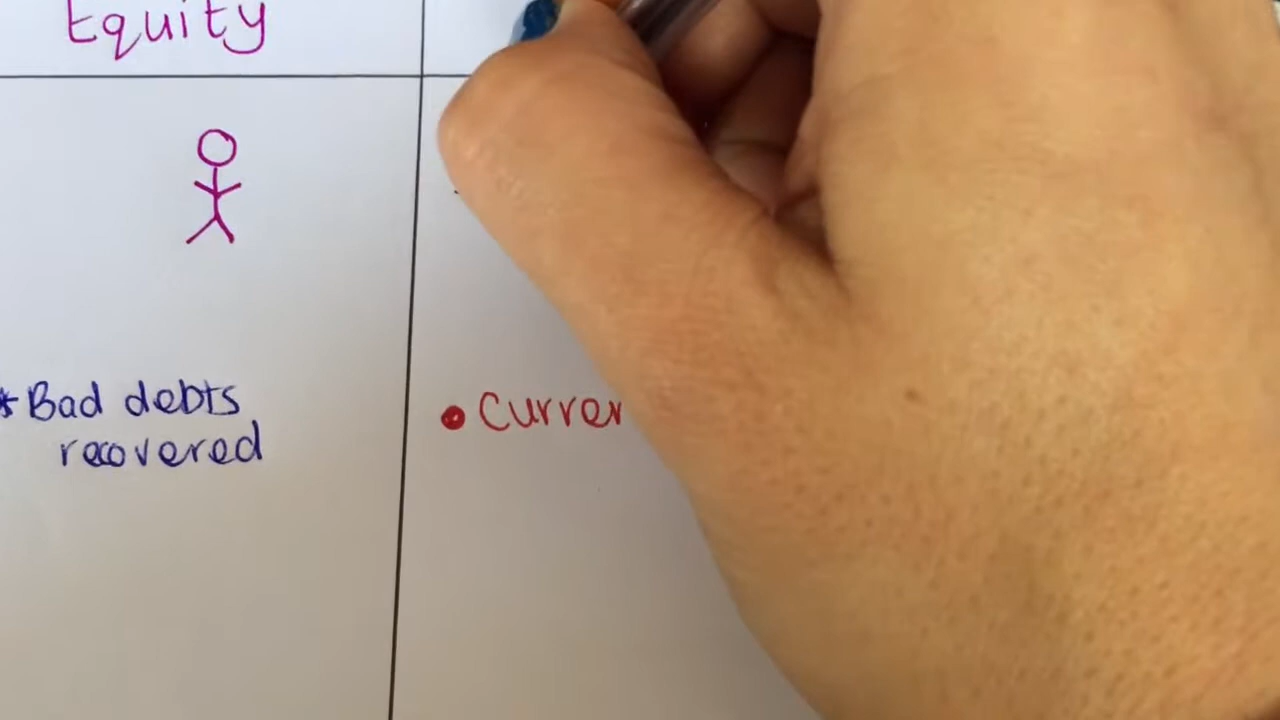 Equity
* Bad debts
recovered
• Curren